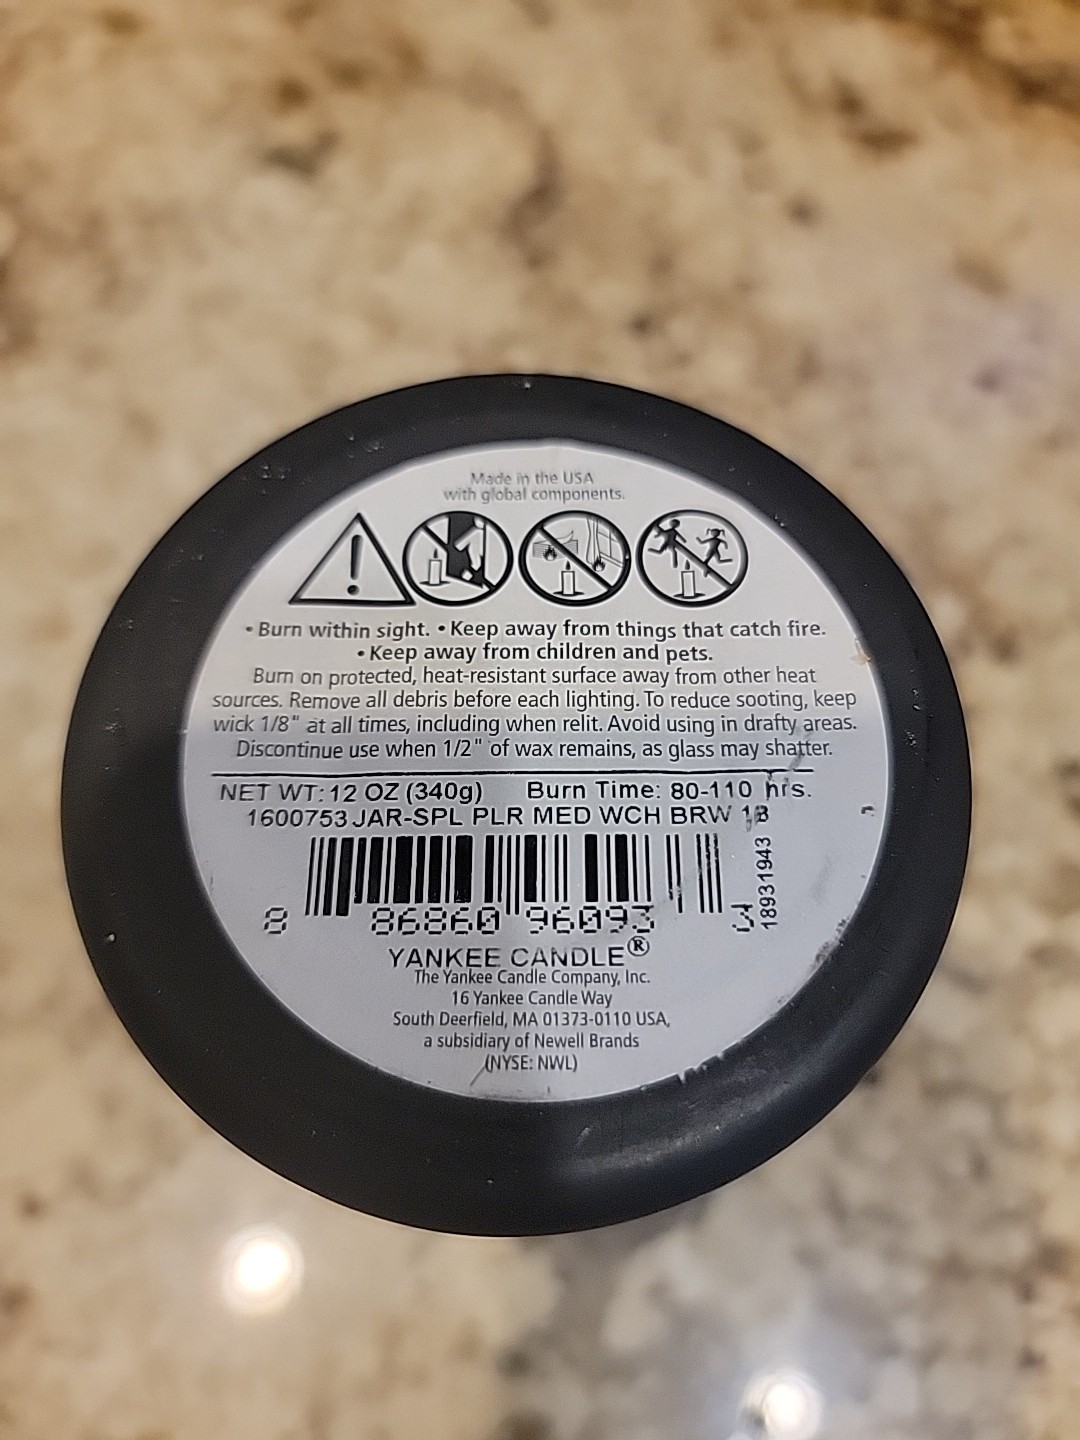 Made in the USA
with global components.
• Burn within sight. • Keep away from things that catch fire.
• Keep away from children and pets.
Burn on protected, heat-resistant surface away from other heat
sources. Remove all debris before each lighting. To reduce sooting, keep
wick 1/8" at all times, including when relit. Avoid using in drafty areas.
Discontinue use when 1/2" of wax remains, as glass may shatter.
NET WT: 12 OZ (340g) Burn Time: 80-110 hrs.
1600753 JAR-SPL PLR MED WCH BRW 1B
8 86860 96093 3
18931943
YANKEE CANDLE®
The Yankee Candle Company, Inc.
16 Yankee Candle Way
South Deerfield, MA 01373-0110 USA,
a subsidiary of Newell Brands
(NYSE: NWL)